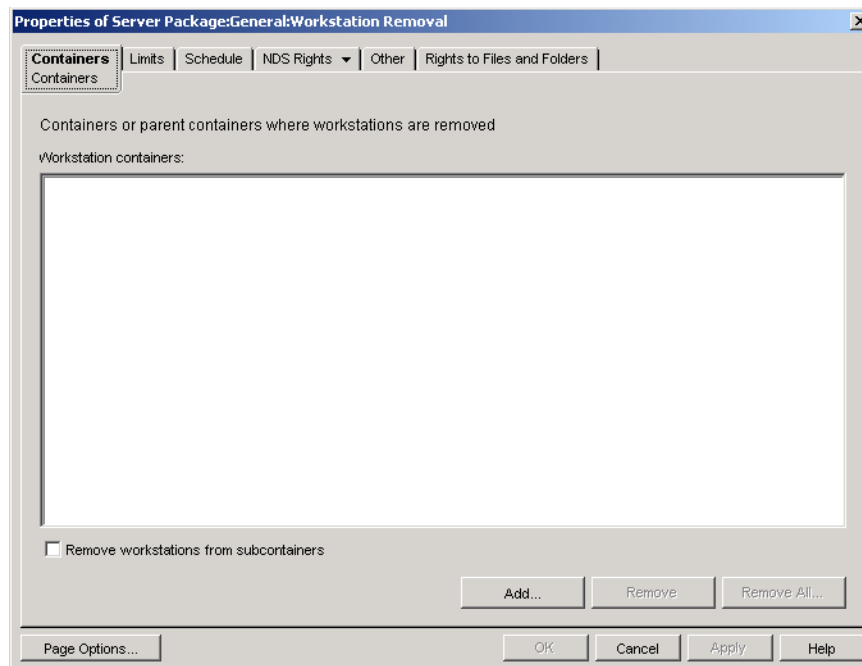 Properties of Server Package:General:Workstation Removal
Containers Limits Schedule NDS Rights Other Rights to Files and Folders
Containers
Containers or parent containers where workstations are removed
Workstation containers:
Remove workstations from subcontainers
Add... Remove Remove All...
Page Options... OK Cancel Apply Help